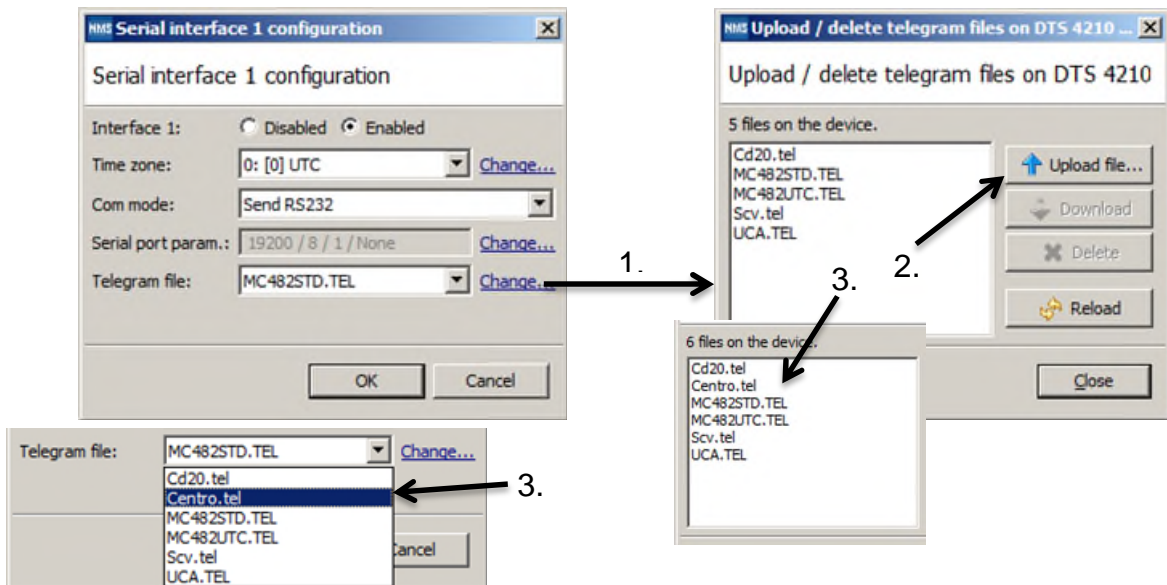 NMS Serial interface 1 configuration
Serial interface 1 configuration
Interface 1: Disabled Enabled
Time zone: 0: [0] UTC Change...
Com mode: Send RS232
Serial port param.: 19200 / 8 / 1 / None Change...
Telegram file: MC482STD.TEL Change...
OK Cancel
1.
NMS Upload / delete telegram files on DTS 4210 ...
Upload / delete telegram files on DTS 4210
5 files on the device.
Cd20.tel
MC482STD.TEL
MC482UTC.TEL
Scv.tel
UCA.TEL
Upload file...
Download
Delete
Reload
Close
2.
3.
6 files on the device.
Cd20.tel
Centro.tel
MC482STD.TEL
MC482UTC.TEL
Scv.tel
UCA.TEL
Telegram file: MC482STD.TEL Change...
Cd20.tel
Centro.tel
MC482STD.TEL
MC482UTC.TEL
Scv.tel
UCA.TEL
Cancel
3.